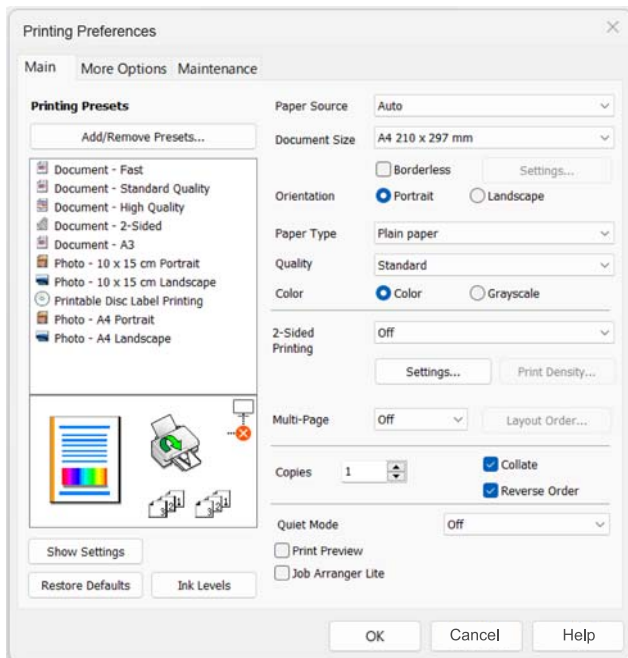 Printing Preferences
Main More Options Maintenance
Printing Presets
Add/Remove Presets...
Document - Fast
Document - Standard Quality
Document - High Quality
Document - 2-Sided
Document - A3
Photo - 10 x 15 cm Portrait
Photo - 10 x 15 cm Landscape
Printable Disc Label Printing
Photo - A4 Portrait
Photo - A4 Landscape
Show Settings
Restore Defaults Ink Levels
Paper Source Auto
Document Size A4 210 x 297 mm
Borderless Settings...
Orientation Portrait Landscape
Paper Type Plain paper
Quality Standard
Color Color Grayscale
2-Sided
Printing
Off
Settings... Print Density...
Multi-Page Off Layout Order...
Copies 1 Collate
Reverse Order
Quiet Mode Off
Print Preview
Job Arranger Lite
OK Cancel Help